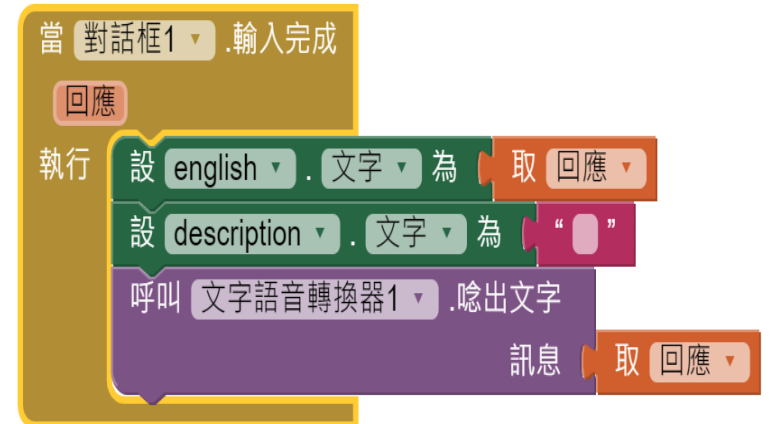 當 對話框1 .輸入完成
回應
執行 設 english . 文字 為 取 回應
設 description . 文字 為 “ ”
呼叫 文字語音轉換器1 .唸出文字
訊息 取 回應